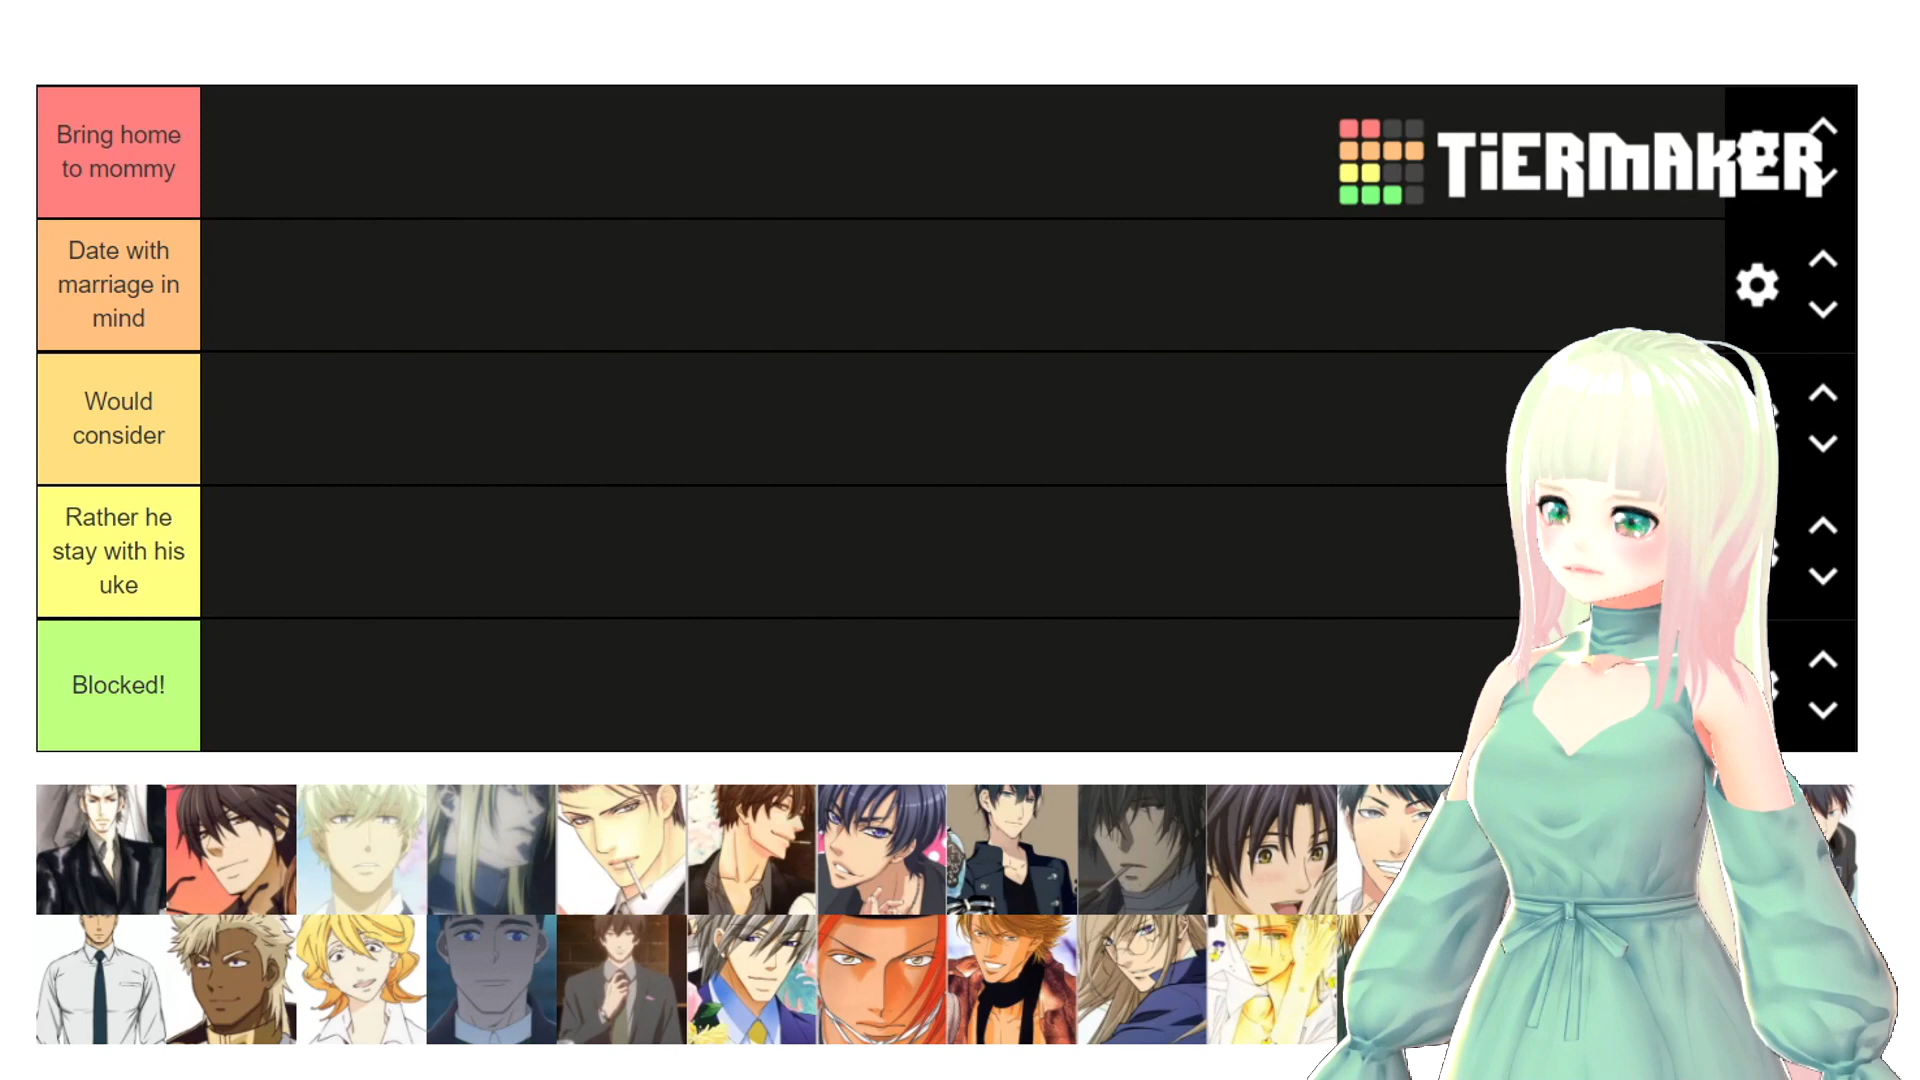 Bring home
to mommy
TiERMAKER
Date with
marriage in
mind
Would
consider
Rather he
stay with his
uke
Blocked!